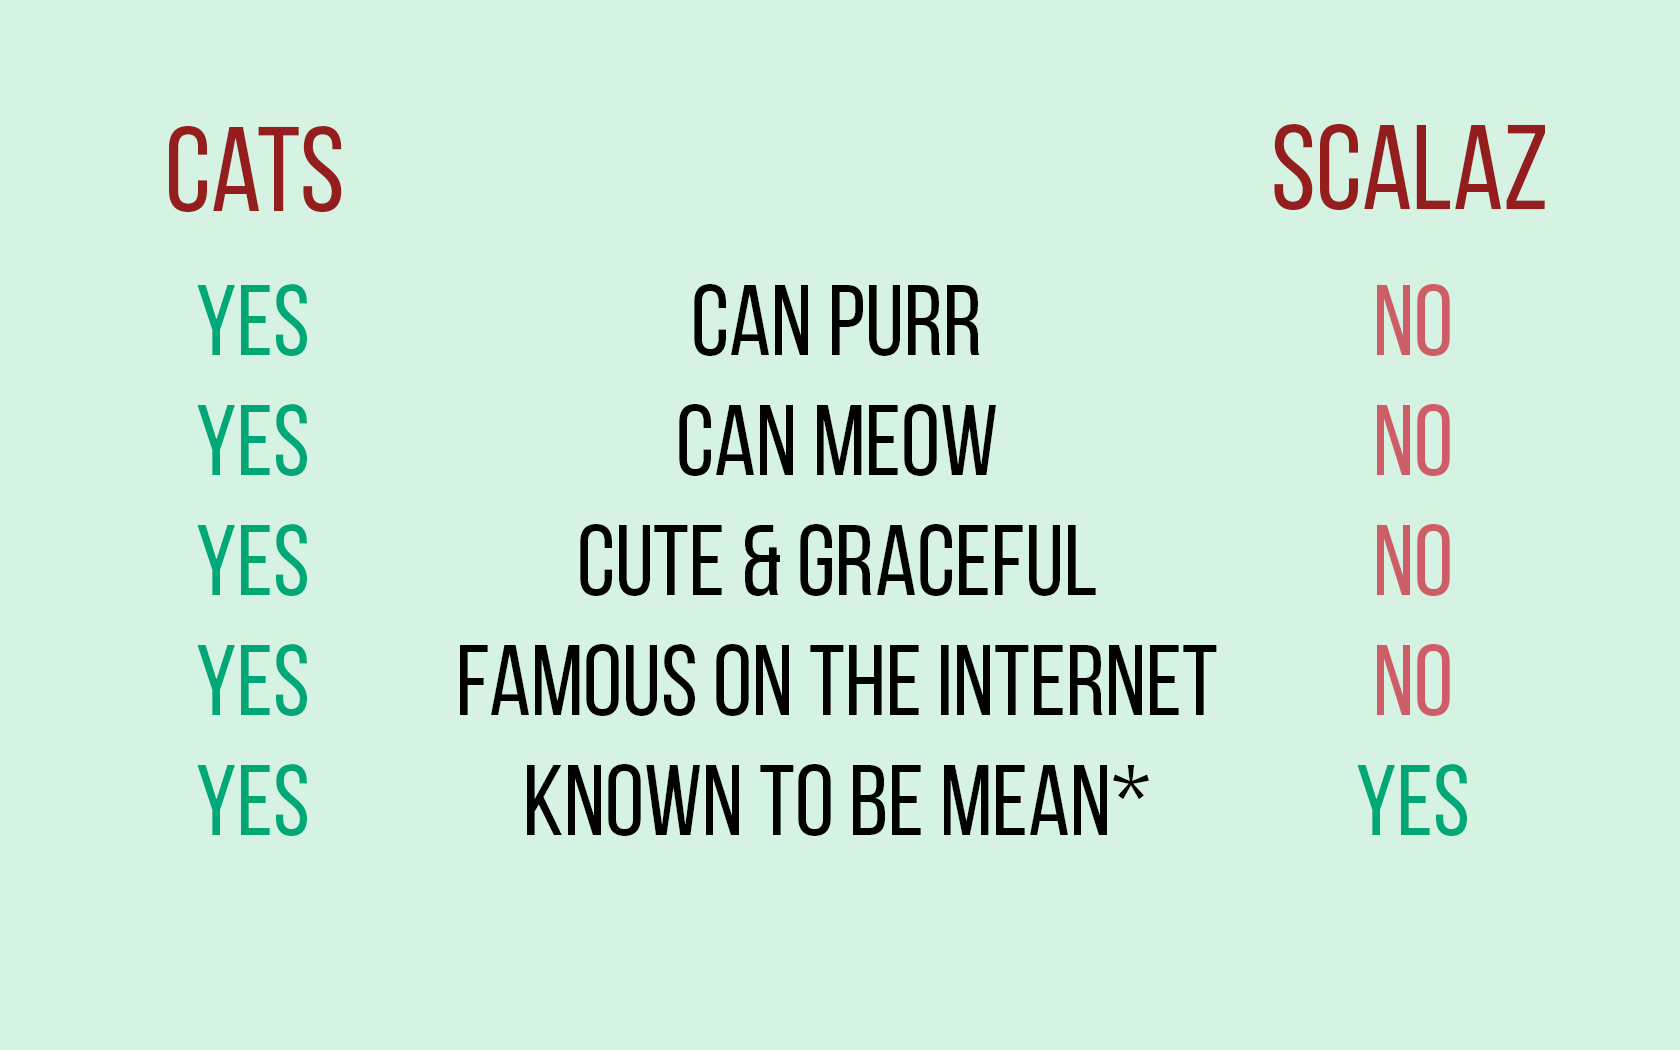 CATS SCALAZ
YES CAN PURR NO
YES CAN MEOW NO
YES CUTE & GRACEFUL NO
YES FAMOUS ON THE INTERNET NO
YES KNOWN TO BE MEAN* YES